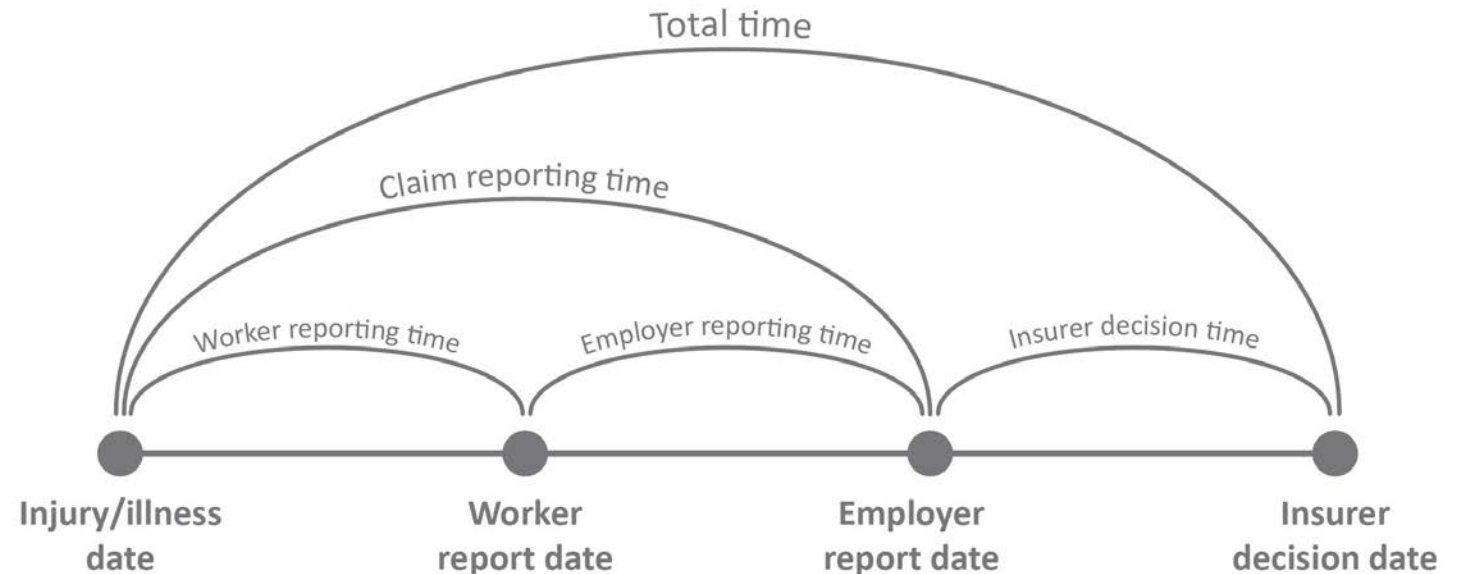 Total time
Claim reporting time
Worker reporting time
Employer reporting time
Insurer decision time
Injury/illness
date
Worker
report date
Employer
report date
Insurer
decision date